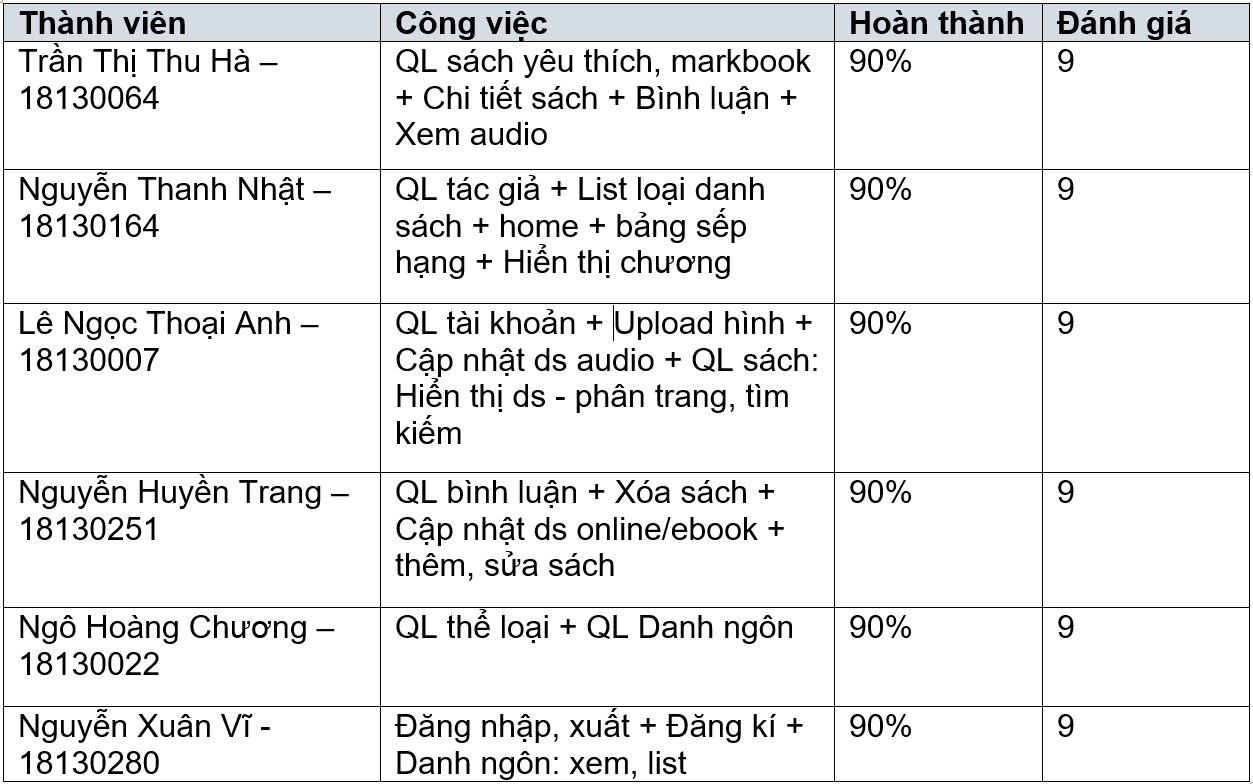 Thành viên Công việc Hoàn thành Đánh giá
Trần Thị Thu Hà – QL sách yêu thích, markbook 90% 9
18130064 + Chi tiết sách + Bình luận +
Xem audio
Nguyễn Thanh Nhật – QL tác giả + List loại danh 90% 9
18130164 sách + home + bảng sếp
hạng + Hiển thị chương
Lê Ngọc Thoại Anh – QL tài khoản + Upload hình + 90% 9
18130007 Cập nhật ds audio + QL sách:
Hiển thị ds - phân trang, tìm
kiếm
Nguyễn Huyền Trang – QL bình luận + Xóa sách + 90% 9
18130251 Cập nhật ds online/ebook +
thêm, sửa sách
Ngô Hoàng Chương – QL thể loại + QL Danh ngôn 90% 9
18130022
Nguyễn Xuân Vĩ - Đăng nhập, xuất + Đăng kí + 90% 9
18130280 Danh ngôn: xem, list